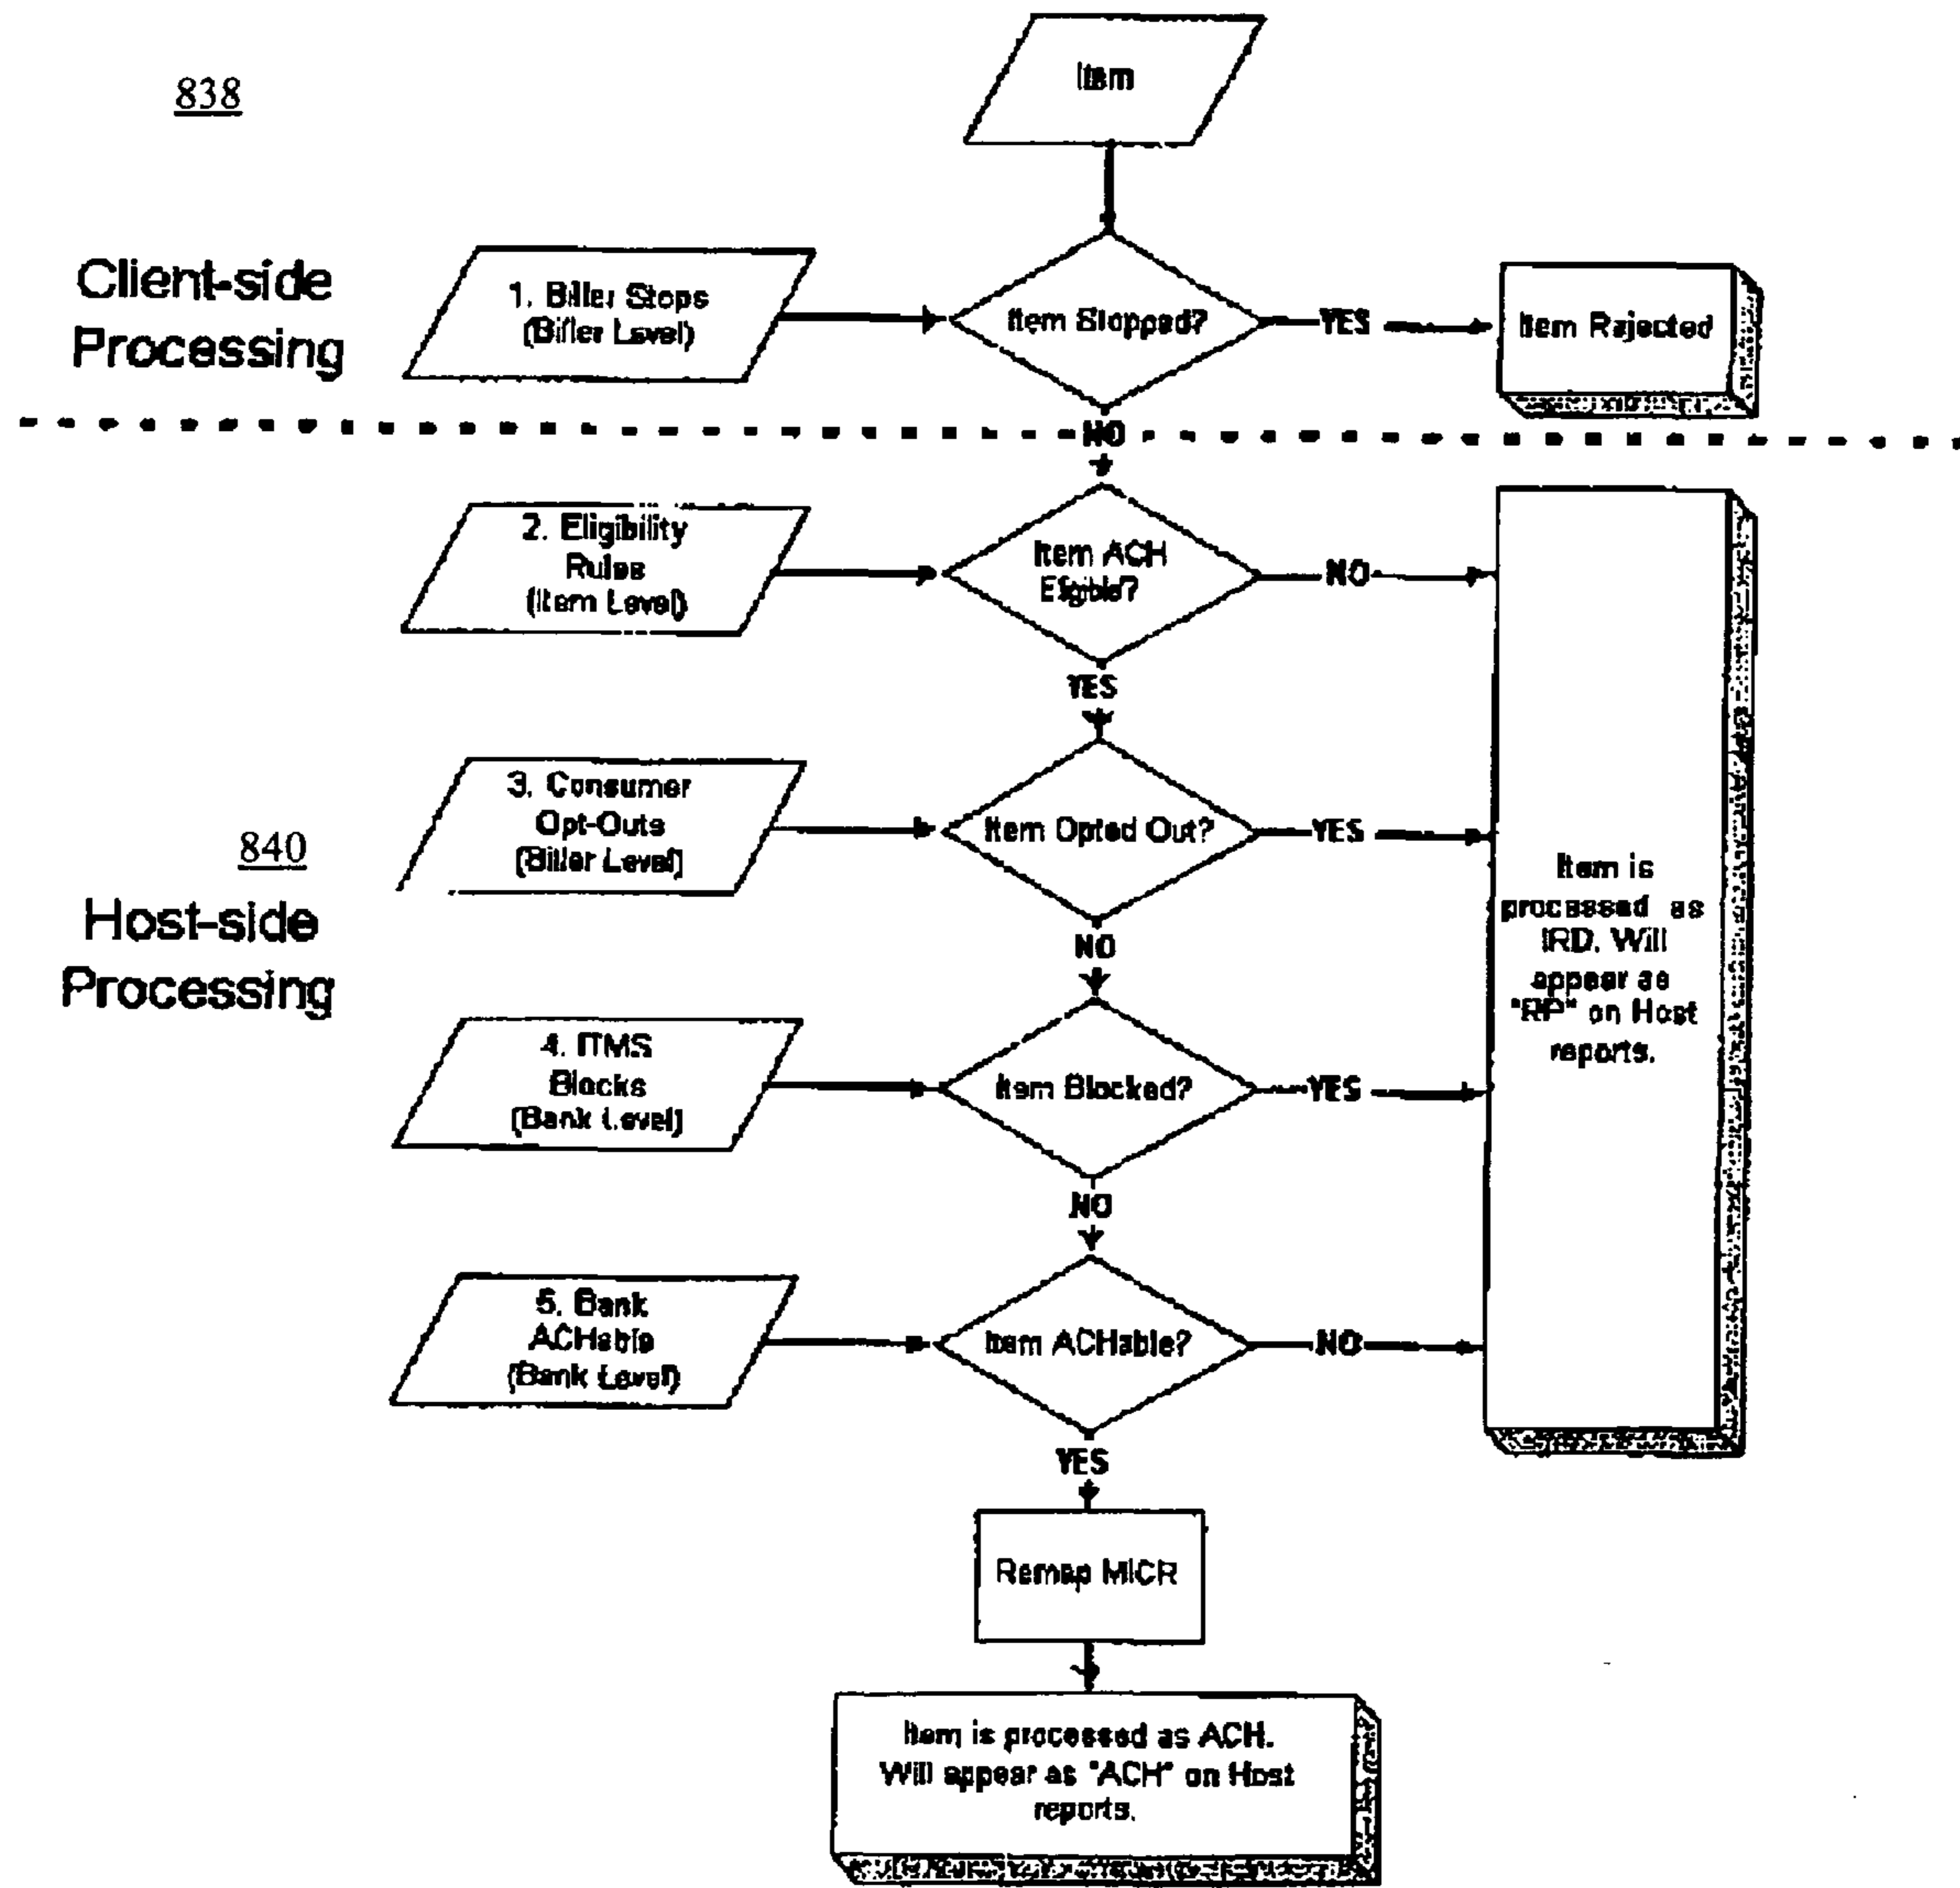 838
Item
Client-side
Processing
1. Biller Stops
(Biller Level)
Item Stopped?
YES
Item Rejected
NO
2. Eligibility
Rules
(Item Level)
Item ACH
Eligible?
NO
YES
3. Consumer
Opt-Outs
(Biller Level)
Item Opted Out?
YES
840
Host-side
Processing
Item is
processed as
IRD. Will
appear as
"RP" on Host
reports.
NO
4. ITMS
Blocks
(Bank Level)
Item Blocked?
YES
NO
5. Bank
ACHable
(Bank Level)
Item ACHable?
NO
YES
Remap MICR
Item is processed as ACH.
Will appear as "ACH" on Host
reports.